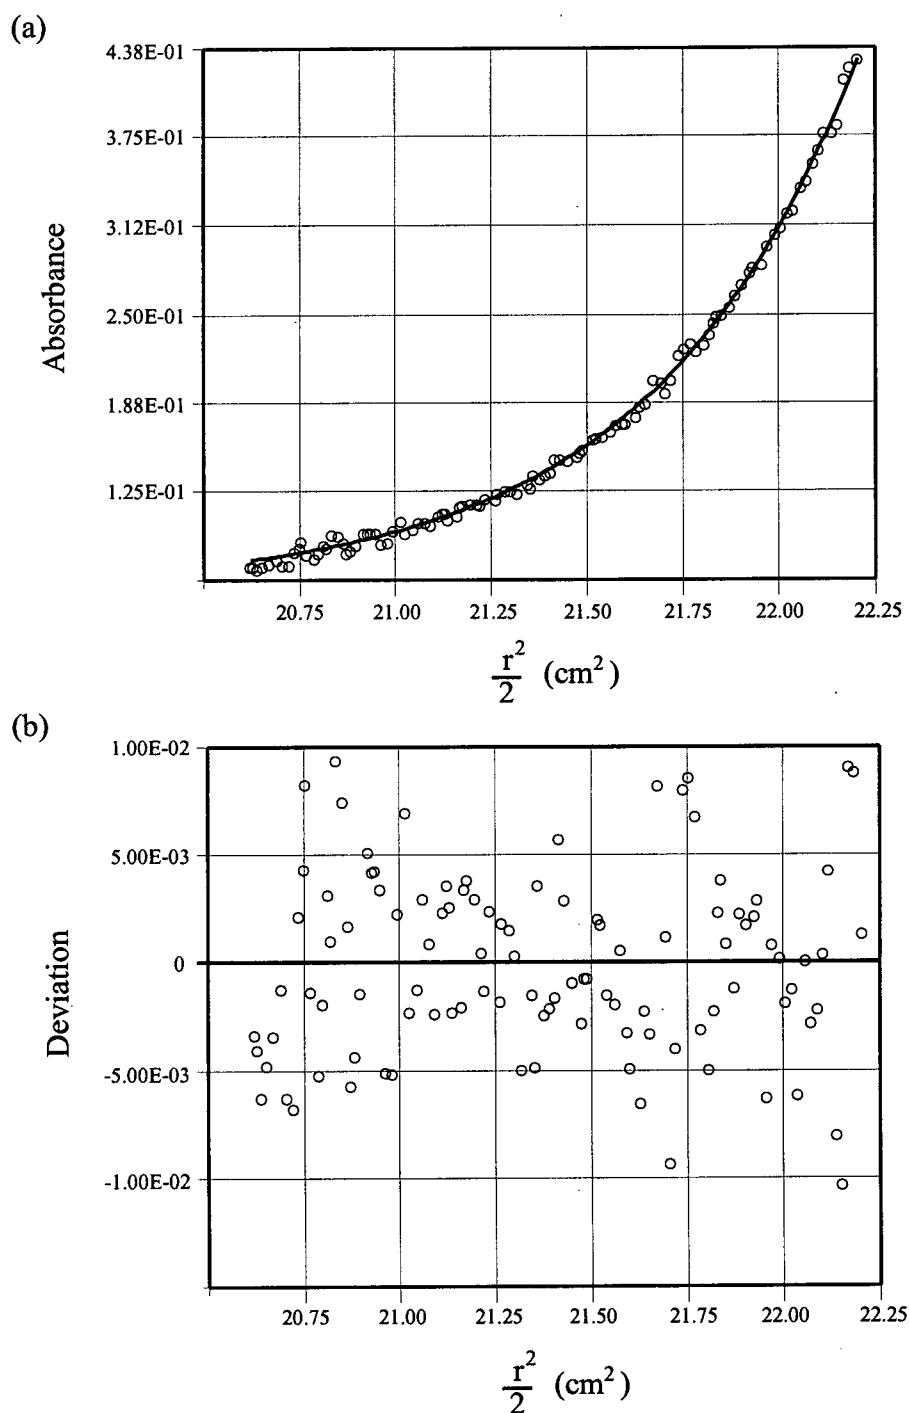 (a)
4.38E-01
3.75E-01
3.12E-01
2.50E-01
1.88E-01
1.25E-01
Absorbance
20.75 21.00 21.25 21.50 21.75 22.00 22.25
r²/2 (cm²)
(b)
1.00E-02
5.00E-03
0
-5.00E-03
-1.00E-02
Deviation
20.75 21.00 21.25 21.50 21.75 22.00 22.25
r²/2 (cm²)